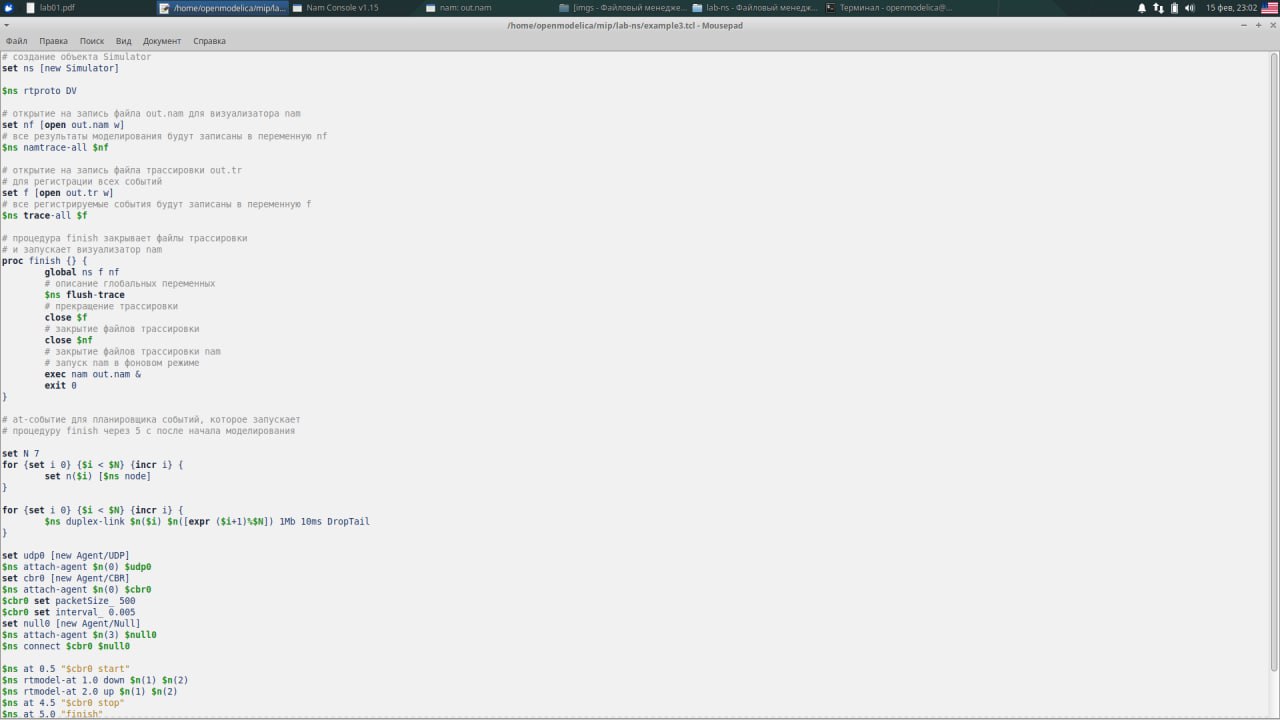 lab01.pdf
/home/openmodelica/mip/la...
Nam Console v1.15
nam: out.nam
[imgs - Файловый менедже...
lab-ns - Файловый менедж...
Терминал - openmodelica@...
15 фев, 23:02
/home/openmodelica/mip/lab-ns/example3.tcl - Mousepad
Файл Правка Поиск Вид Документ Справка
# создание объекта Simulator
set ns [new Simulator]
$ns rtproto DV
# открытие на запись файла out.nam для визуализатора nam
set nf [open out.nam w]
# все результаты моделирования будут записаны в переменную nf
$ns namtrace-all $nf
# открытие на запись файла трассировки out.tr
# для регистрации всех событий
set f [open out.tr w]
# все регистрируемые события будут записаны в переменную f
$ns trace-all $f
# процедура finish закрывает файлы трассировки
# и запускает визуализатор nam
proc finish {} {
global ns f nf
# описание глобальных переменных
$ns flush-trace
# прекращение трассировки
close $f
# закрытие файлов трассировки
close $nf
# закрытие файлов трассировки nam
# запуск nam в фоновом режиме
exec nam out.nam &
exit 0
}
# at-событие для планировщика событий, которое запускает
# процедуру finish через 5 с после начала моделирования
set N 7
for {set i 0} {$i < $N} {incr i} {
set n($i) [$ns node]
}
for {set i 0} {$i < $N} {incr i} {
$ns duplex-link $n($i) $n([expr ($i+1)%$N]) 1Mb 10ms DropTail
}
set udp0 [new Agent/UDP]
$ns attach-agent $n(0) $udp0
set cbr0 [new Agent/CBR]
$ns attach-agent $n(0) $cbr0
$cbr0 set packetSize_ 500
$cbr0 set interval_ 0.005
set null0 [new Agent/Null]
$ns attach-agent $n(3) $null0
$ns connect $cbr0 $null0
$ns at 0.5 "$cbr0 start"
$ns rtmodel-at 1.0 down $n(1) $n(2)
$ns rtmodel-at 2.0 up $n(1) $n(2)
$ns at 4.5 "$cbr0 stop"
$ns at 5.0 "finish"